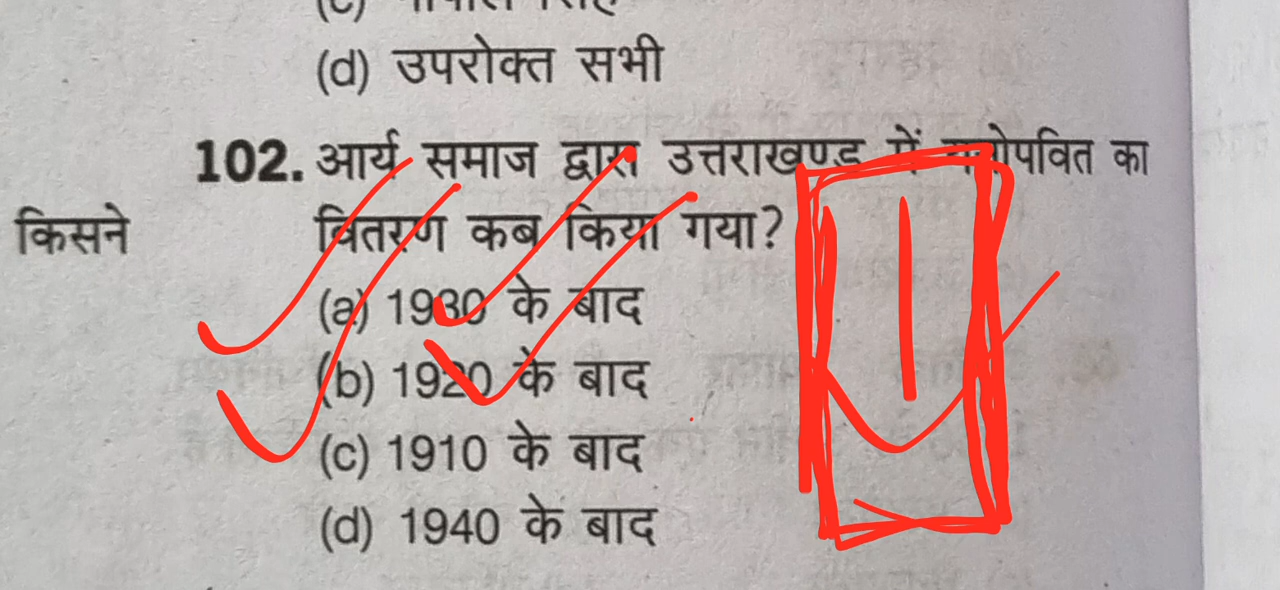 (d) उपरोक्त सभी
102. आर्य समाज द्वारा उत्तराखण्ड में का
किसने वितरण कब किया गया?
(a) 1930 के बाद
(b) 1920 के बाद
(c) 1910 के बाद
(d) 1940 के बाद